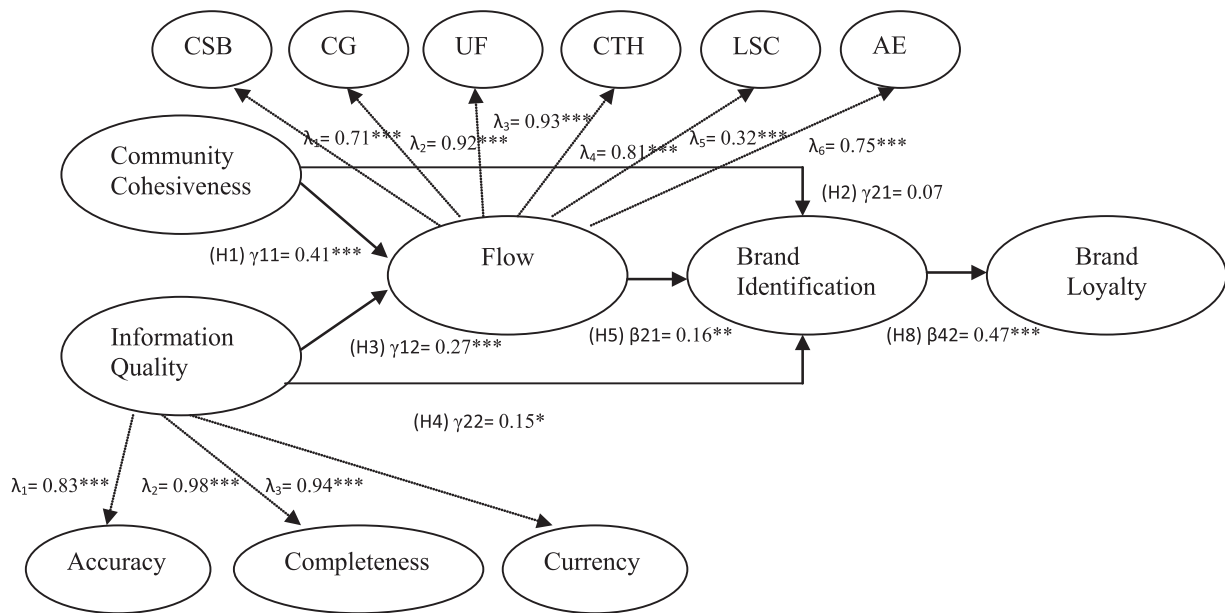 CSB
CG
UF
CTH
LSC
AE
λ₁= 0.71***
λ₂= 0.92***
λ₃= 0.93***
λ₄= 0.81***
λ₅= 0.32***
λ₆= 0.75***
Community
Cohesiveness
(H2) γ21= 0.07
(H1) γ11= 0.41***
Flow
Brand
Identification
Brand
Loyalty
Information
Quality
(H3) γ12= 0.27***
(H5) β21= 0.16**
(H8) β42= 0.47***
(H4) γ22= 0.15*
λ₁= 0.83***
λ₂= 0.98***
λ₃= 0.94***
Accuracy
Completeness
Currency